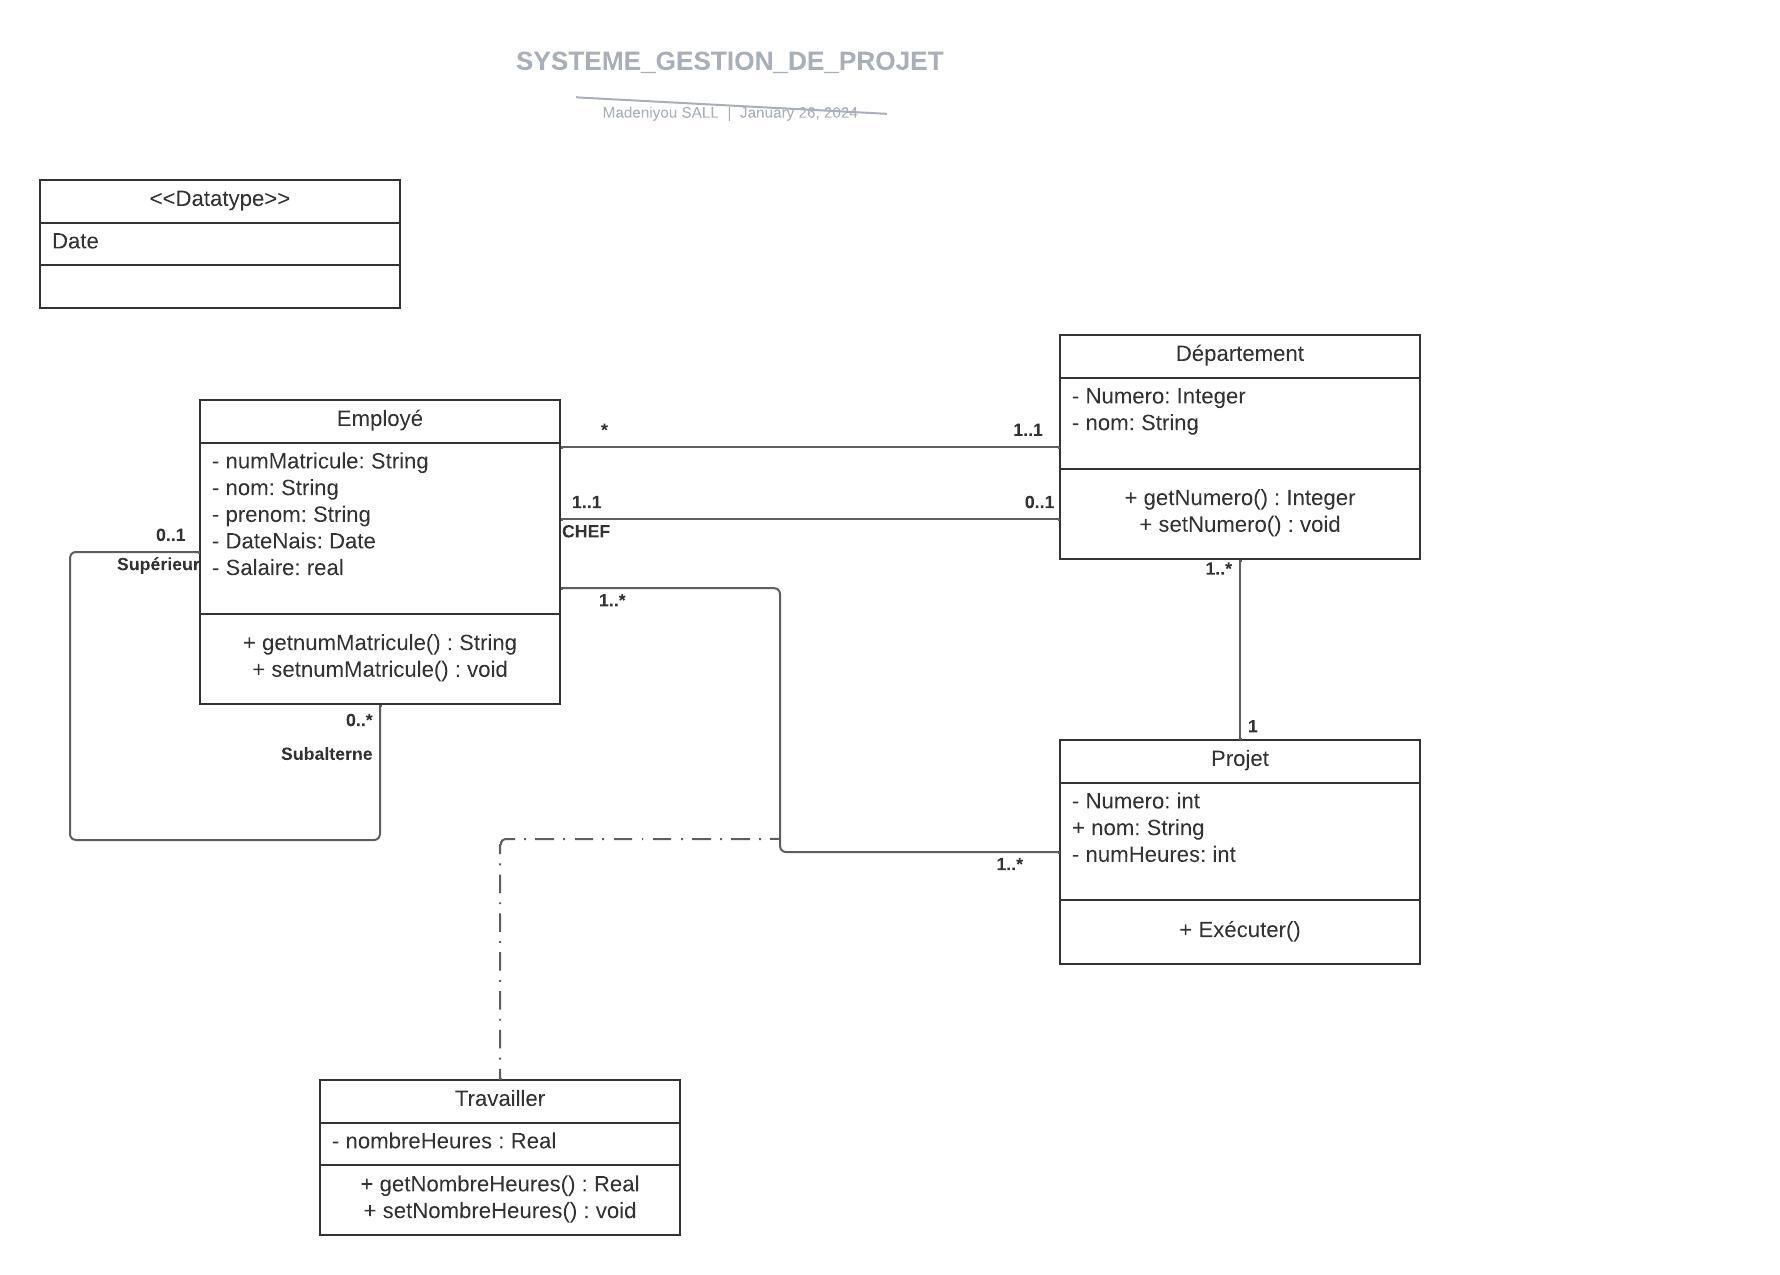 SYSTEME_GESTION_DE_PROJET
Madeniyou SALL | January 26, 2024
<<Datatype>>
Date
Département
- Numero: Integer
- nom: String
+ getNumero() : Integer
+ setNumero() : void
Employé
- numMatricule: String
- nom: String
- prenom: String
- DateNais: Date
- Salaire: real
+ getnumMatricule() : String
+ setnumMatricule() : void
*
1..1
1..1
CHEF
0..1
0..1
Supérieur
0..*
Subalterne
1..*
1..*
1..*
1
Projet
- Numero: int
+ nom: String
- numHeures: int
+ Exécuter()
Travailler
- nombreHeures : Real
+ getNombreHeures() : Real
+ setNombreHeures() : void